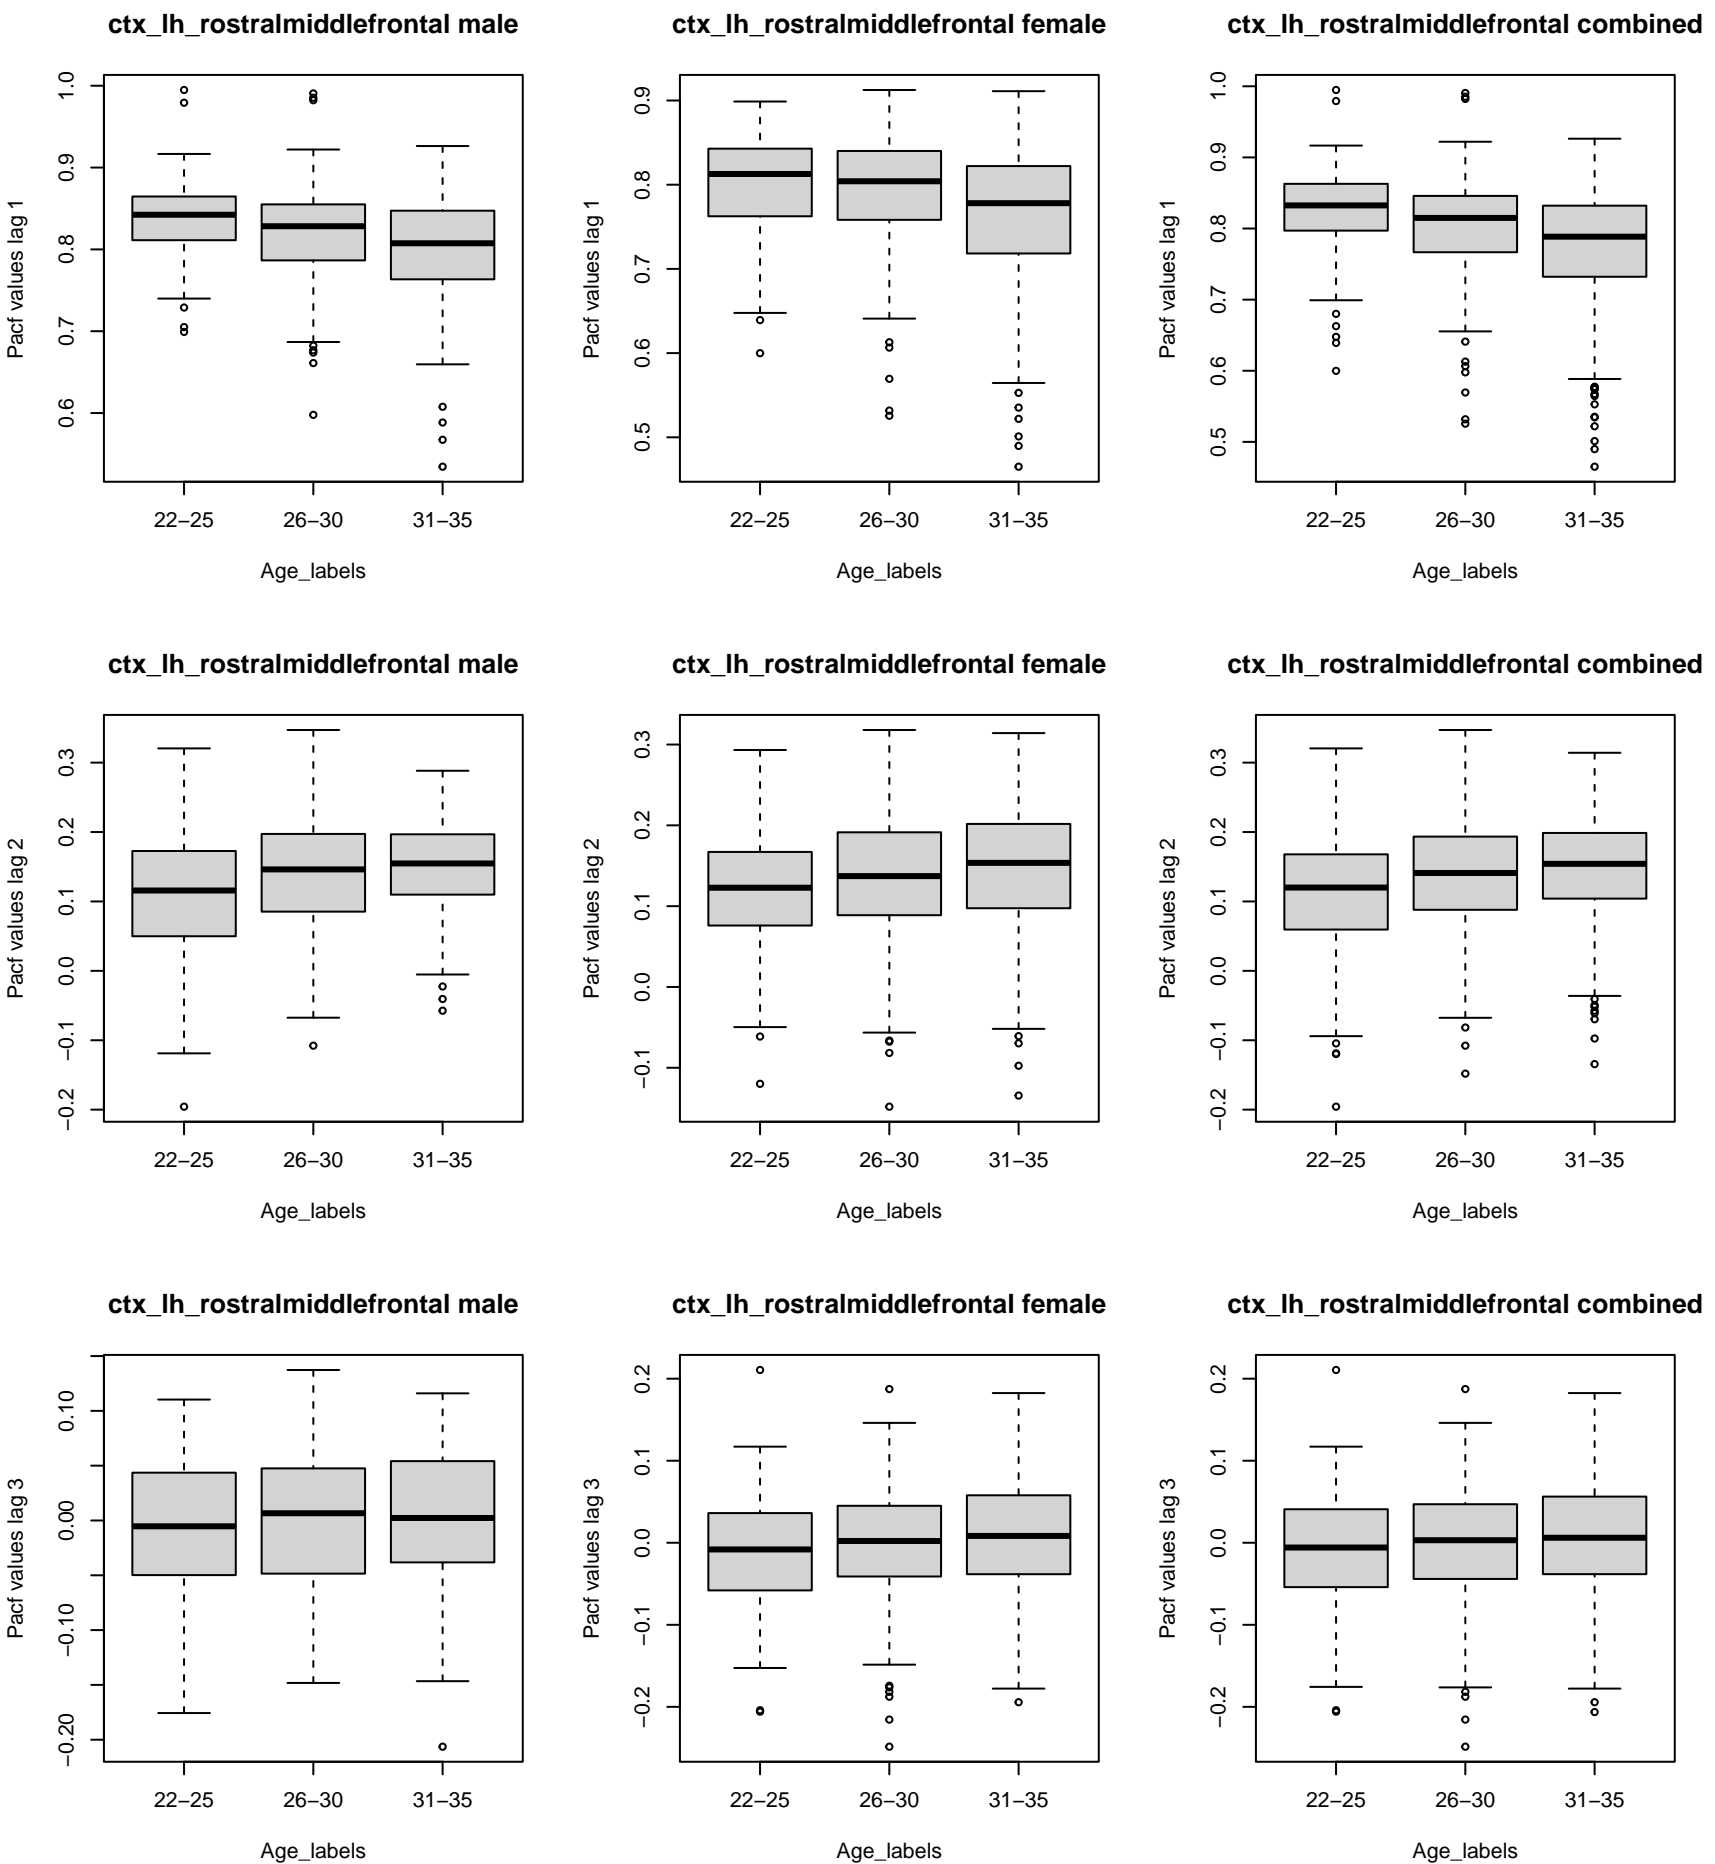 ctx_lh_rostralmiddlefrontal male
Pacf values lag 1
1.0
0.9
0.8
0.7
0.6
22–25 26–30 31–35
Age_labels
ctx_lh_rostralmiddlefrontal female
Pacf values lag 1
0.9
0.8
0.7
0.6
0.5
22–25 26–30 31–35
Age_labels
ctx_lh_rostralmiddlefrontal combined
Pacf values lag 1
1.0
0.9
0.8
0.7
0.6
0.5
22–25 26–30 31–35
Age_labels
ctx_lh_rostralmiddlefrontal male
Pacf values lag 2
0.3
0.2
0.1
0.0
−0.1
−0.2
22–25 26–30 31–35
Age_labels
ctx_lh_rostralmiddlefrontal female
Pacf values lag 2
0.3
0.2
0.1
0.0
−0.1
22–25 26–30 31–35
Age_labels
ctx_lh_rostralmiddlefrontal combined
Pacf values lag 2
0.3
0.2
0.1
0.0
−0.1
−0.2
22–25 26–30 31–35
Age_labels
ctx_lh_rostralmiddlefrontal male
Pacf values lag 3
0.10
0.00
−0.10
−0.20
22–25 26–30 31–35
Age_labels
ctx_lh_rostralmiddlefrontal female
Pacf values lag 3
0.2
0.1
0.0
−0.1
−0.2
22–25 26–30 31–35
Age_labels
ctx_lh_rostralmiddlefrontal combined
Pacf values lag 3
0.2
0.1
0.0
−0.1
−0.2
22–25 26–30 31–35
Age_labels